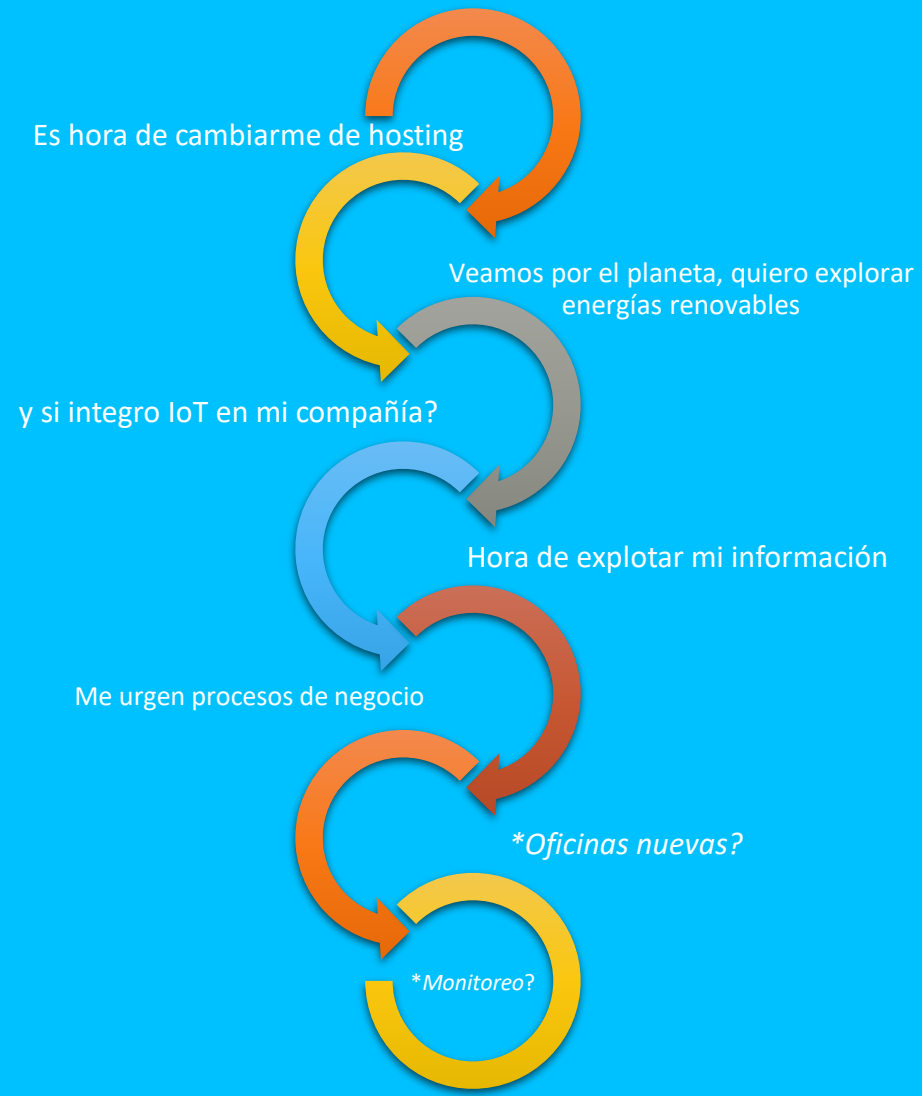 Es hora de cambiarme de hosting
Veamos por el planeta, quiero explorar
energías renovables
y si integro IoT en mi compañía?
Hora de explotar mi información
Me urgen procesos de negocio
*Oficinas nuevas?
*Monitoreo?